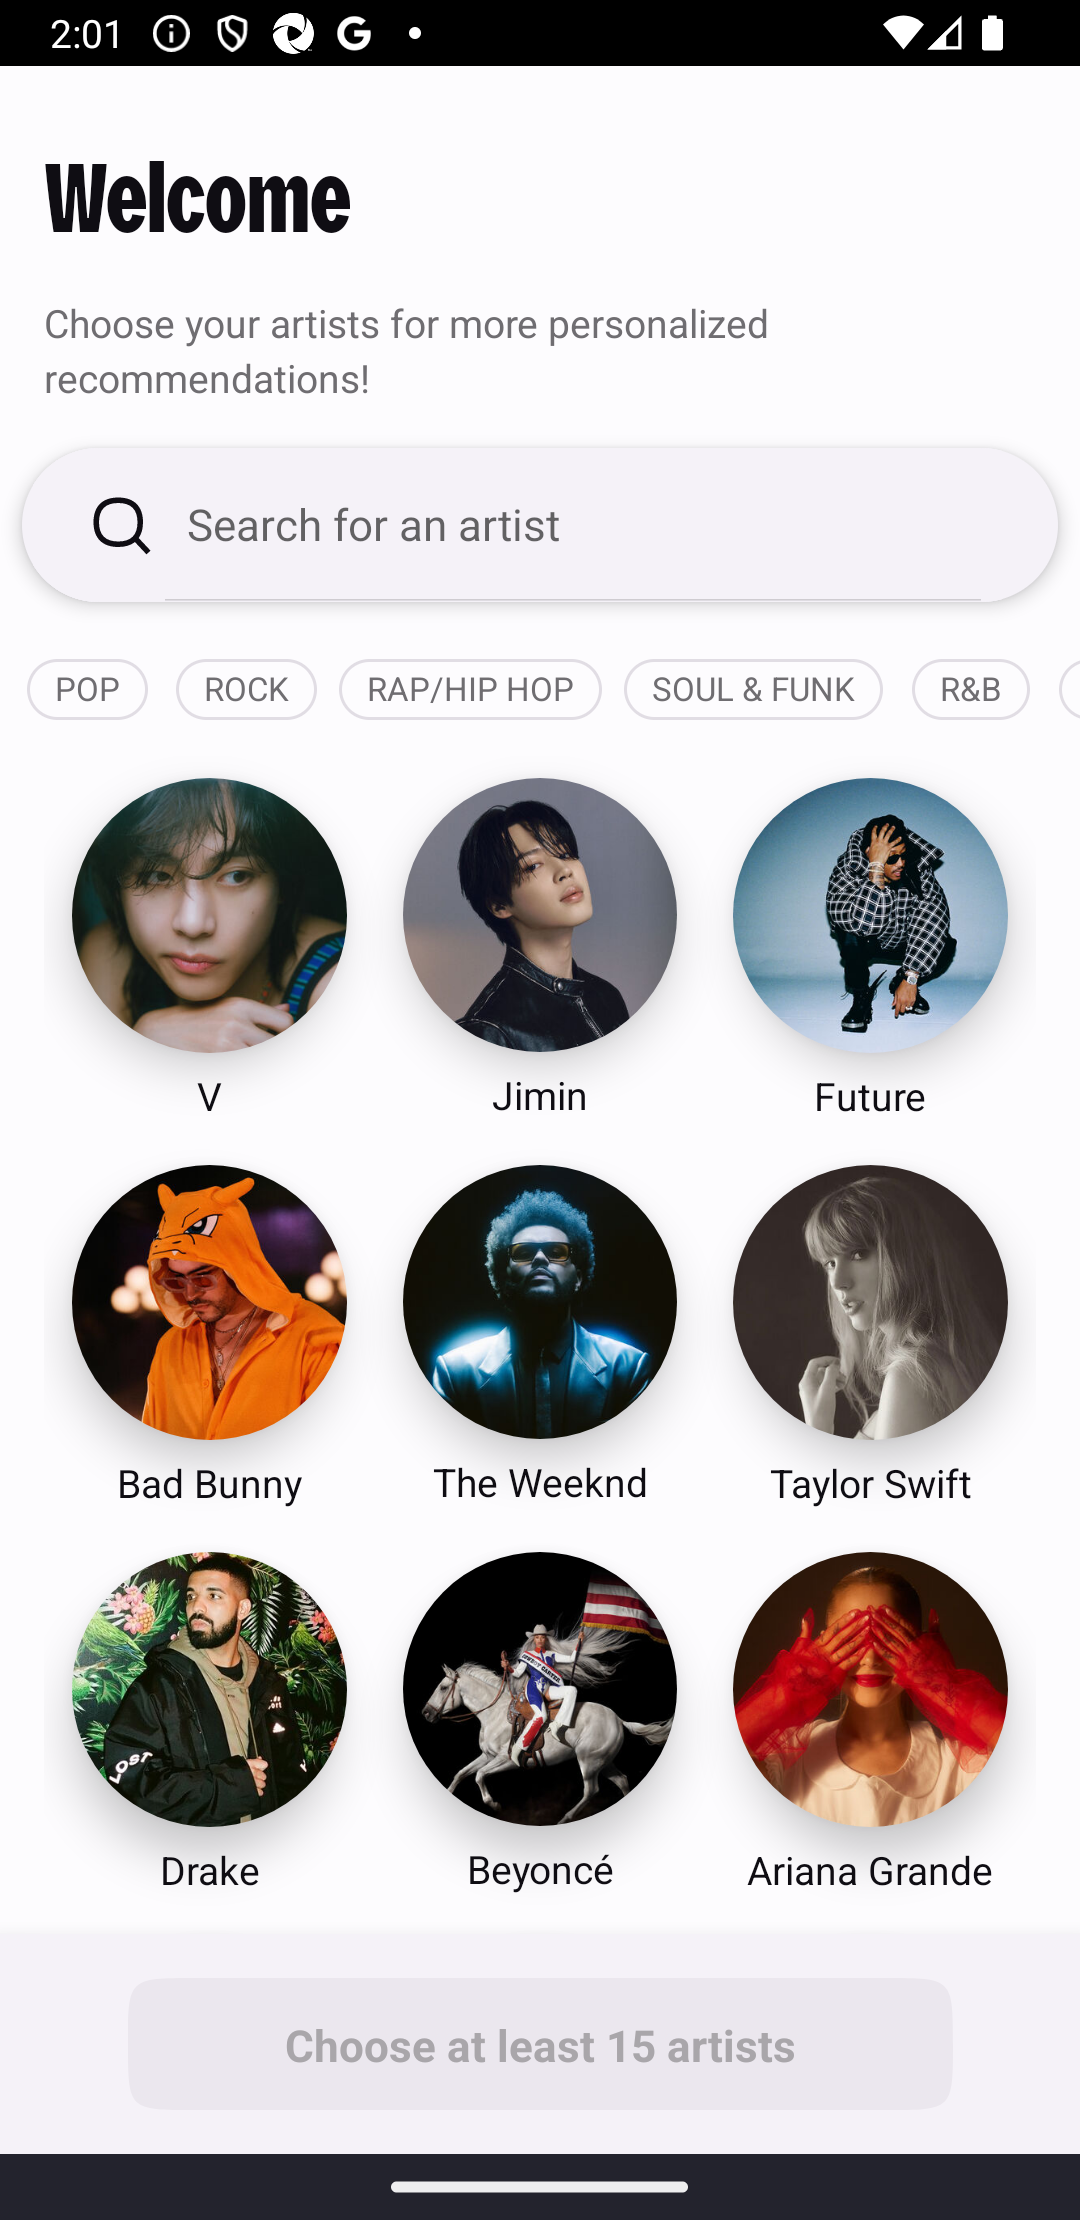 2:01
Welcome
Choose your artists for more personalized
recommendations!
Search for an artist
POP ROCK RAP/HIP HOP SOUL & FUNK R&B
V Jimin Future
Bad Bunny The Weeknd Taylor Swift
LOST
Drake Beyoncé Ariana Grande
Choose at least 15 artists